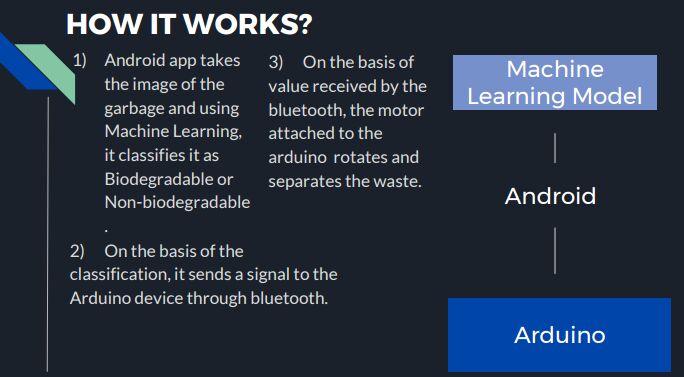 HOW IT WORKS?
1) Android app takes
the image of the
garbage and using
Machine Learning,
it classifies it as
Biodegradable or
Non-biodegradable
.
2) On the basis of the
classification, it sends a signal to the
Arduino device through bluetooth.
3) On the basis of
value received by the
bluetooth, the motor
attached to the
arduino rotates and
separates the waste.
Machine
Learning Model
Android
Arduino